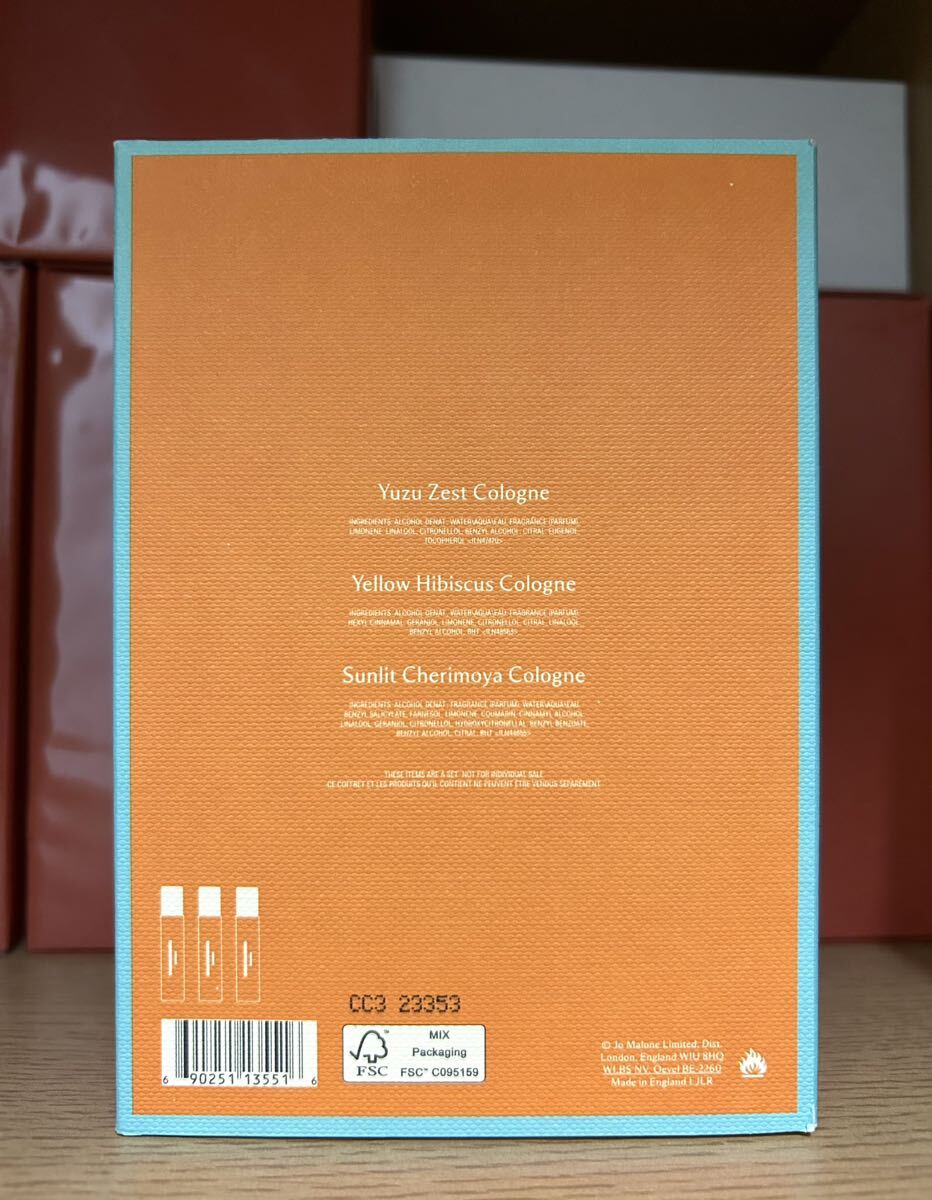 Yuzu Zest Cologne
INGREDIENTS: ALCOHOL DENAT, WATER\AQUA\EAU, FRAGRANCE (PARFUM),
LIMONENE, LINALOOL, CITRONELLOL, BENZYL ALCOHOL, CITRAL, EUGENOL,
TOCOPHEROL
Yellow Hibiscus Cologne
INGREDIENTS: ALCOHOL DENAT, WATER\AQUA\EAU, FRAGRANCE (PARFUM),
HEXYL CINNAMAL, GERANIOL, LIMONENE, CITRONELLOL, CITRAL, LINALOOL,
BENZYL ALCOHOL, BHT
Sunlit Cherimoya Cologne
INGREDIENTS: ALCOHOL DENAT, FRAGRANCE (PARFUM), WATER\AQUA\EAU,
BENZYL SALICYLATE, FARNESOL, LIMONENE, COUMARIN, CINNAMYL ALCOHOL,
LINALOOL, GERANIOL, CITRONELLOL, HYDROXYCITRONELLAL, BENZYL BENZOATE,
BENZYL ALCOHOL, CITRAL, BHT
THESE ITEMS ARE A SET. NOT FOR INDIVIDUAL SALE.
CE COFFRET ET LES PRODUITS QU'IL CONTIENT NE PEUVENT ÊTRE VENDUS SÉPARÉMENT.
CC3 23353
6 90251 13551 6
FSC™
MIX
Packaging
FSC™ C095159
© Jo Malone Limited, Dist.
London, England W1U 8HQ
WLBS NV, Oevel BE-2260
Made in England LJLR